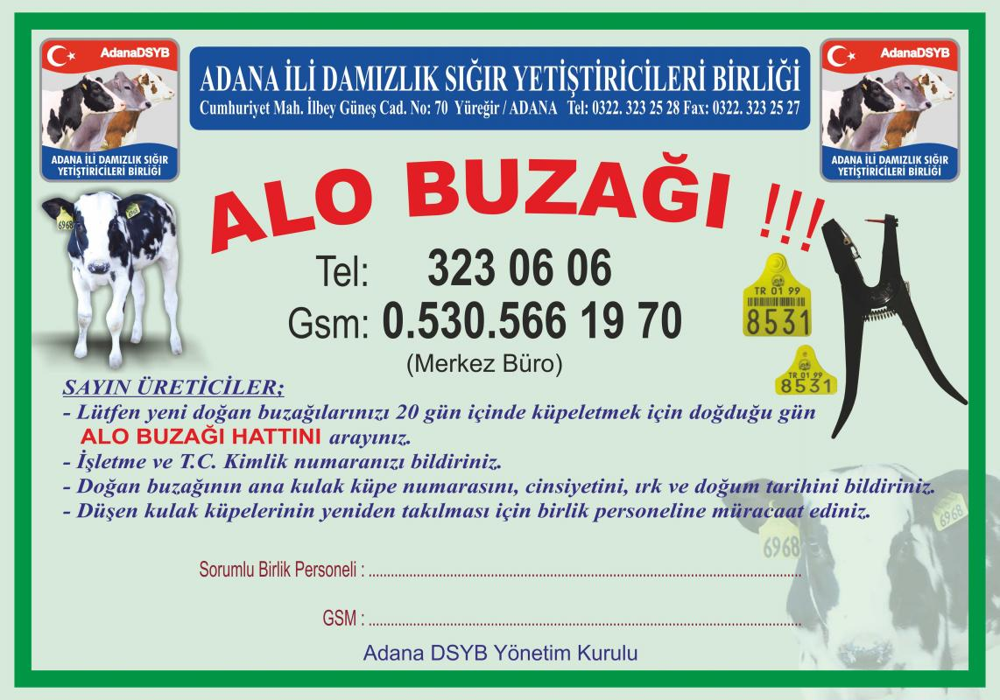 AdanaDSYB
ADANA İLİ DAMIZLIK SIĞIR
YETİŞTİRİCİLERİ BİRLİĞİ
ADANA İLİ DAMIZLIK SIĞIR YETİŞTİRİCİLERİ BİRLİĞİ
Cumhuriyet Mah. İlbey Güneş Cad. No: 70 Yüreğir / ADANA Tel: 0322. 323 25 28 Fax: 0322. 323 25 27
AdanaDSYB
ADANA İLİ DAMIZLIK SIĞIR
YETİŞTİRİCİLERİ BİRLİĞİ
ALO BUZAĞI !!!
6968
6968
Tel: 323 06 06
Gsm: 0.530.566 19 70
(Merkez Büro)
TR 01 99
8531
TR 01 99
8531
SAYIN ÜRETİCİLER;
- Lütfen yeni doğan buzağılarınızı 20 gün içinde küpeletmek için doğduğu gün
ALO BUZAĞI HATTINI arayınız.
- İşletme ve T.C. Kimlik numaranızı bildiriniz.
- Doğan buzağının ana kulak küpe numarasını, cinsiyetini, ırk ve doğum tarihini bildiriniz.
- Düşen kulak küpelerinin yeniden takılması için birlik personeline müracaat ediniz.
6968
6968
Sorumlu Birlik Personeli : ........................................................................................................
GSM : ........................................................................................................
Adana DSYB Yönetim Kurulu